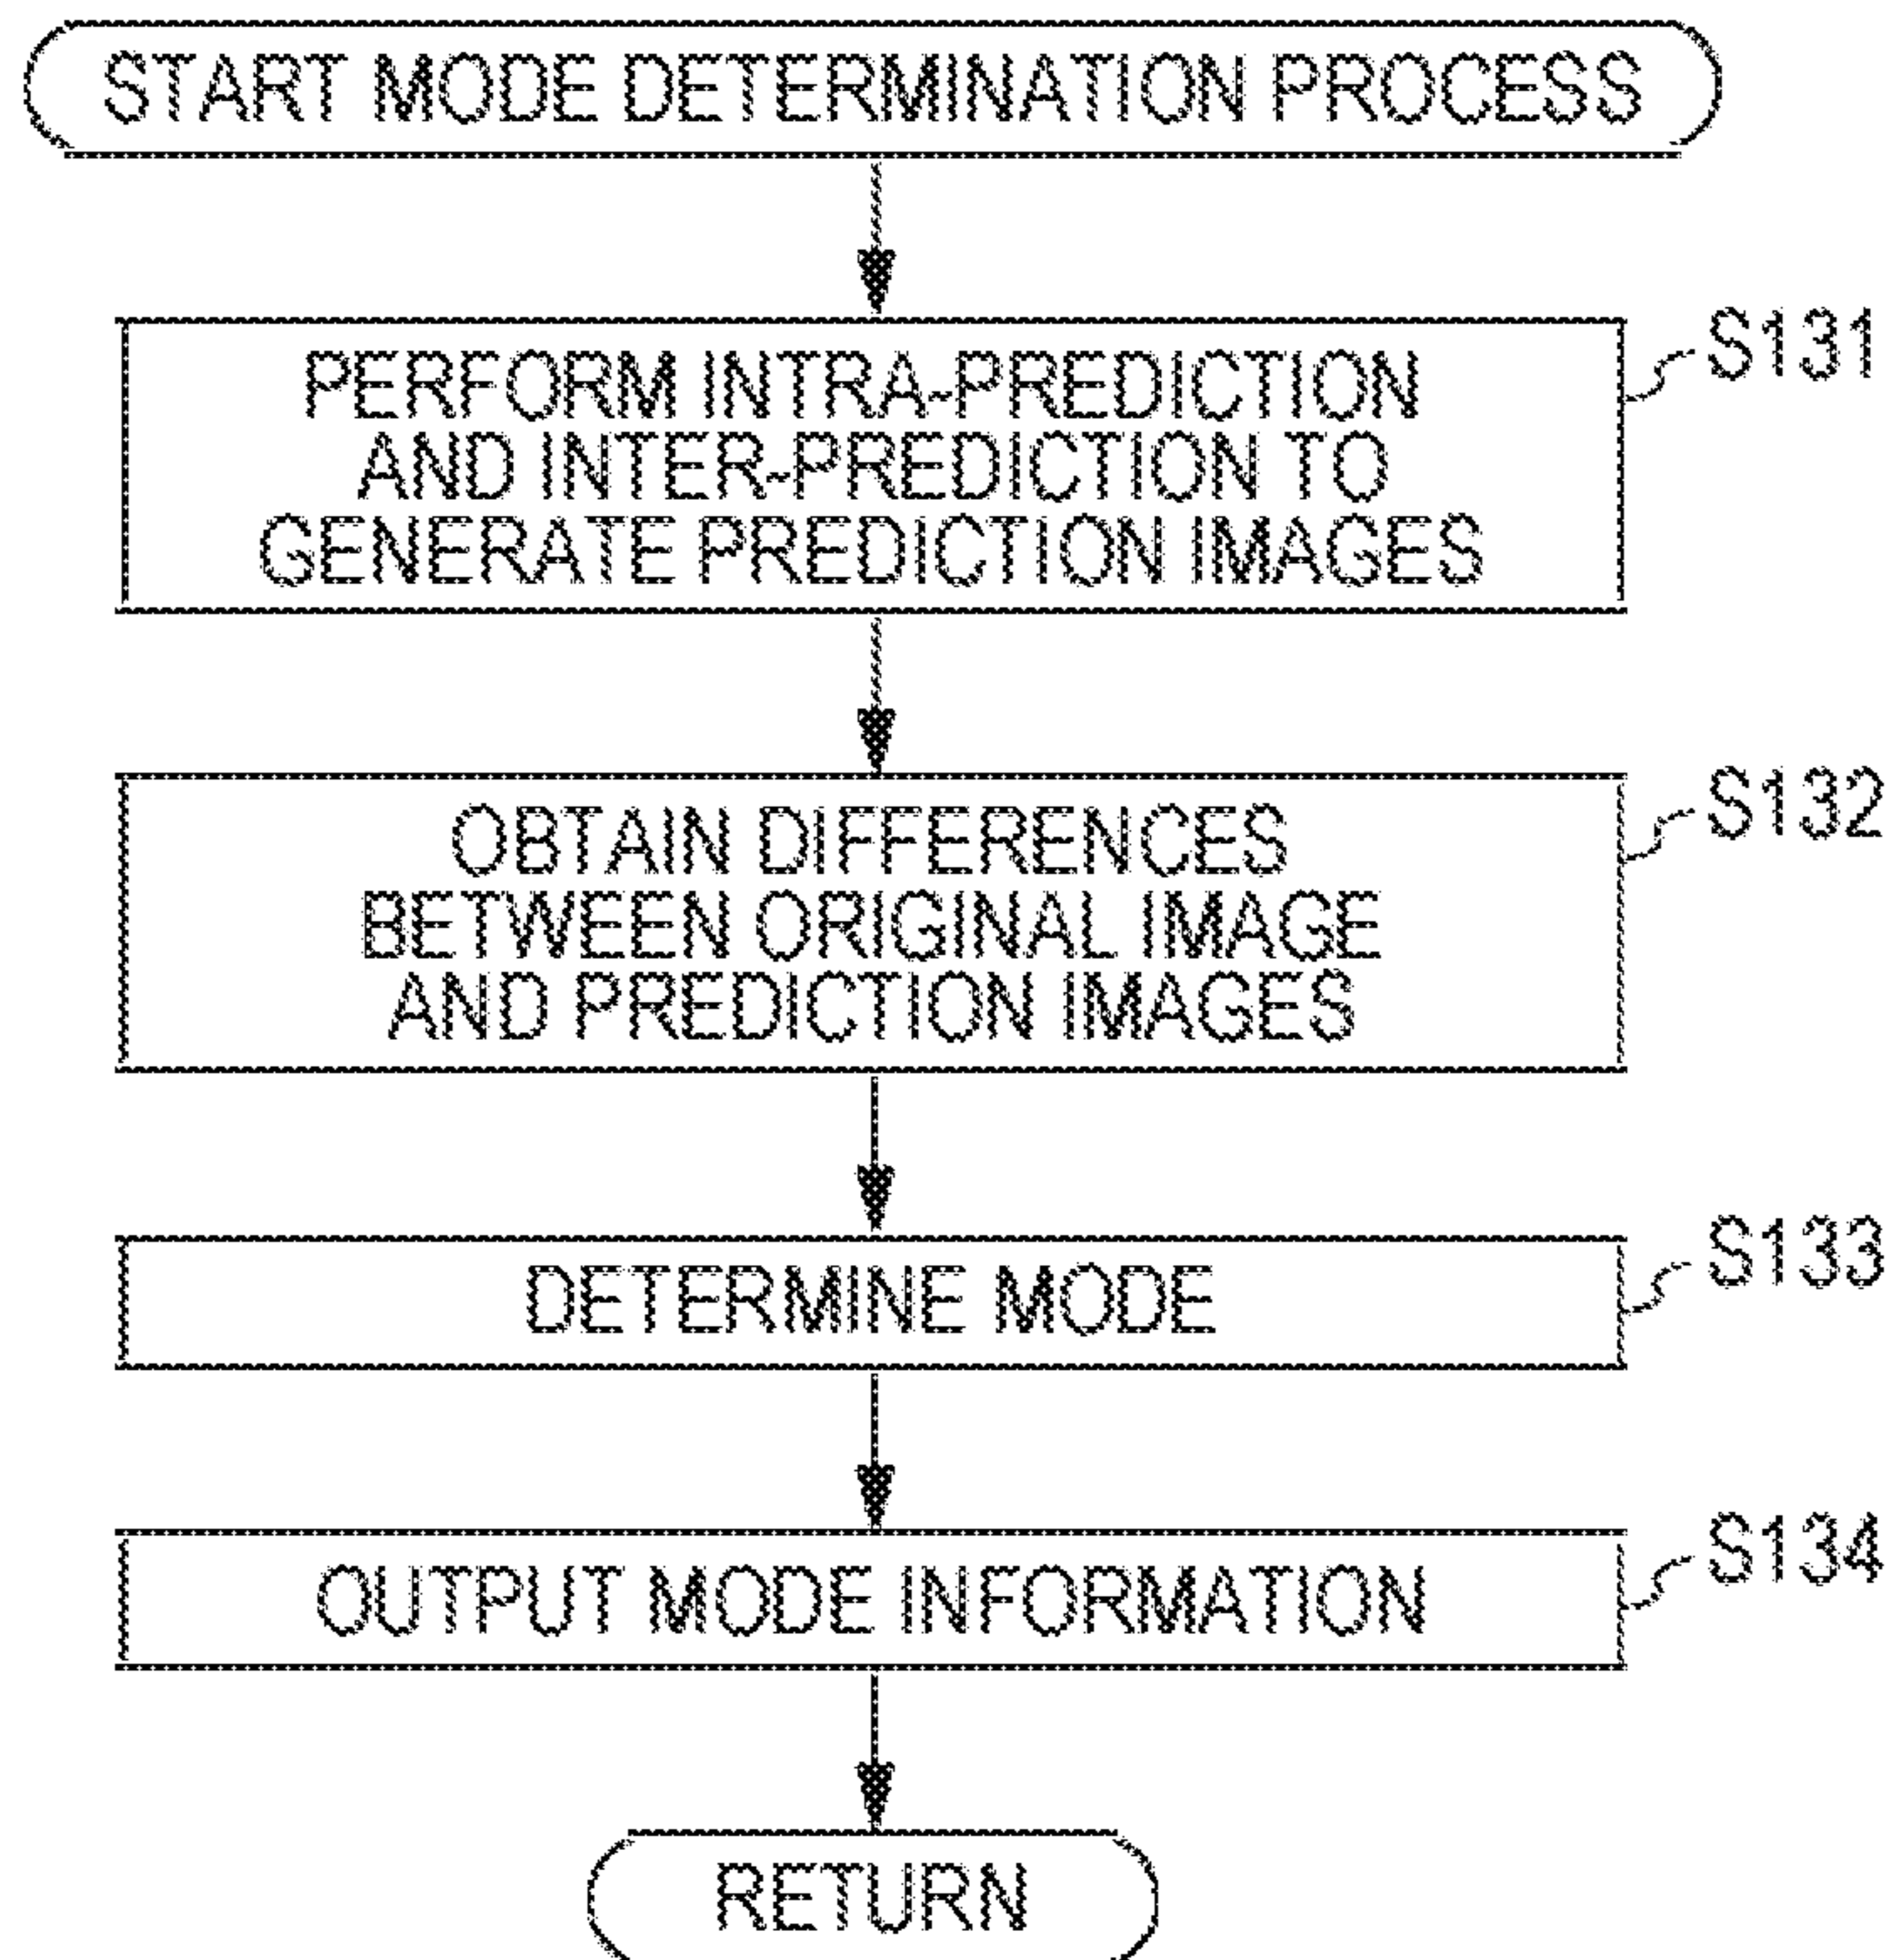 START MODE DETERMINATION PROCESS
S131
PERFORM INTRA-PREDICTION
AND INTER-PREDICTION TO
GENERATE PREDICTION IMAGES
S132
OBTAIN DIFFERENCES
BETWEEN ORIGINAL IMAGE
AND PREDICTION IMAGES
S133
DETERMINE MODE
S134
OUTPUT MODE INFORMATION
RETURN